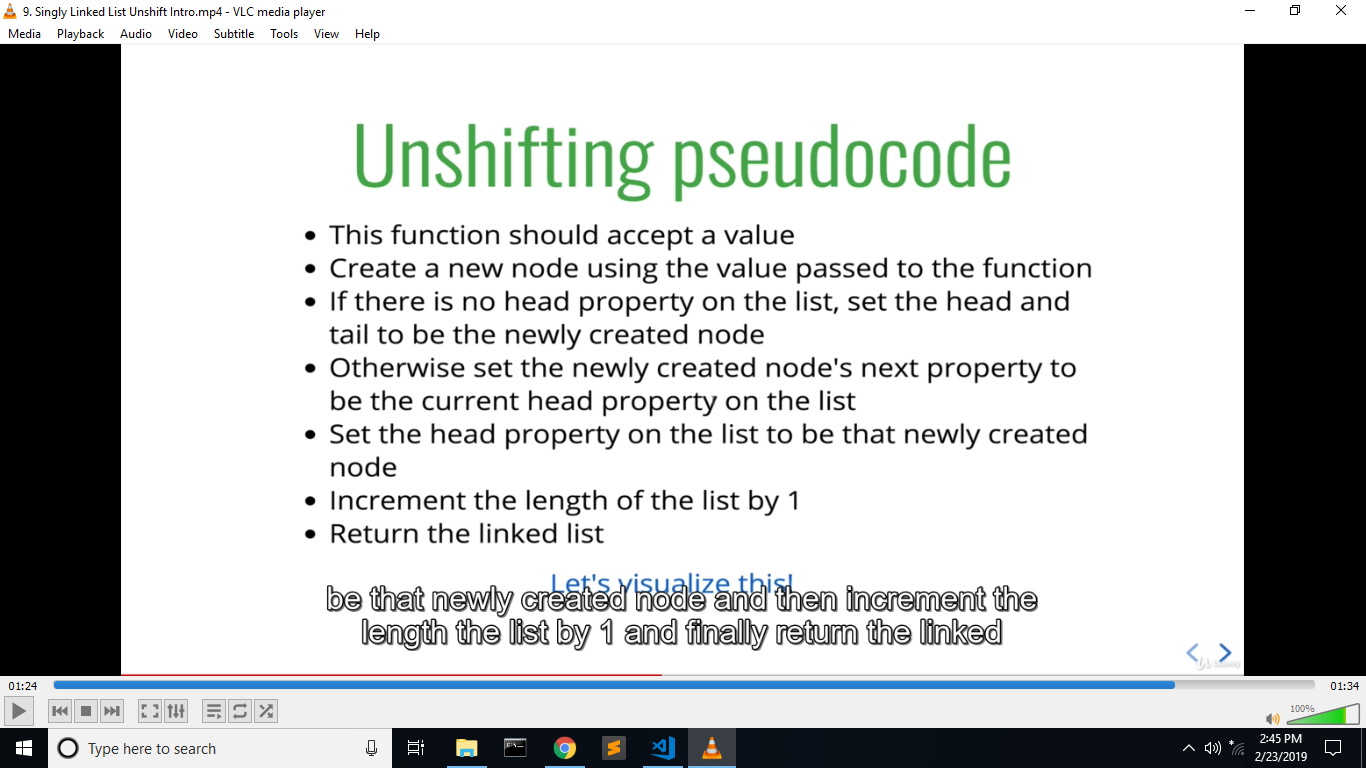 9. Singly Linked List Unshift Intro.mp4 - VLC media player
Media Playback Audio Video Subtitle Tools View Help
Unshifting pseudocode
• This function should accept a value
• Create a new node using the value passed to the function
• If there is no head property on the list, set the head and
tail to be the newly created node
• Otherwise set the newly created node's next property to
be the current head property on the list
• Set the head property on the list to be that newly created
node
• Increment the length of the list by 1
• Return the linked list
Let's visualize this!
be that newly created node and then increment the
length the list by 1 and finally return the linked
01:24
01:34
100%
Type here to search
2:45 PM
2/23/2019